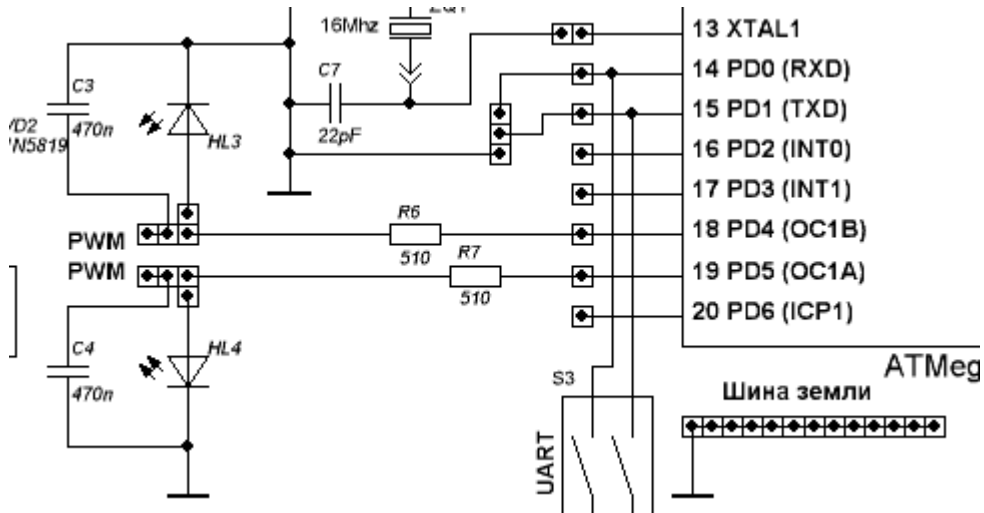 16Mhz
13 XTAL1
C7
14 PD0 (RXD)
C3
22pF
15 PD1 (TXD)
470n
HL3
N5819
16 PD2 (INT0)
17 PD3 (INT1)
PWM
R6
510
18 PD4 (OC1B)
PWM
R7
510
19 PD5 (OC1A)
20 PD6 (ICP1)
C4
470n
HL4
ATMeg
S3
Шина земли
UART